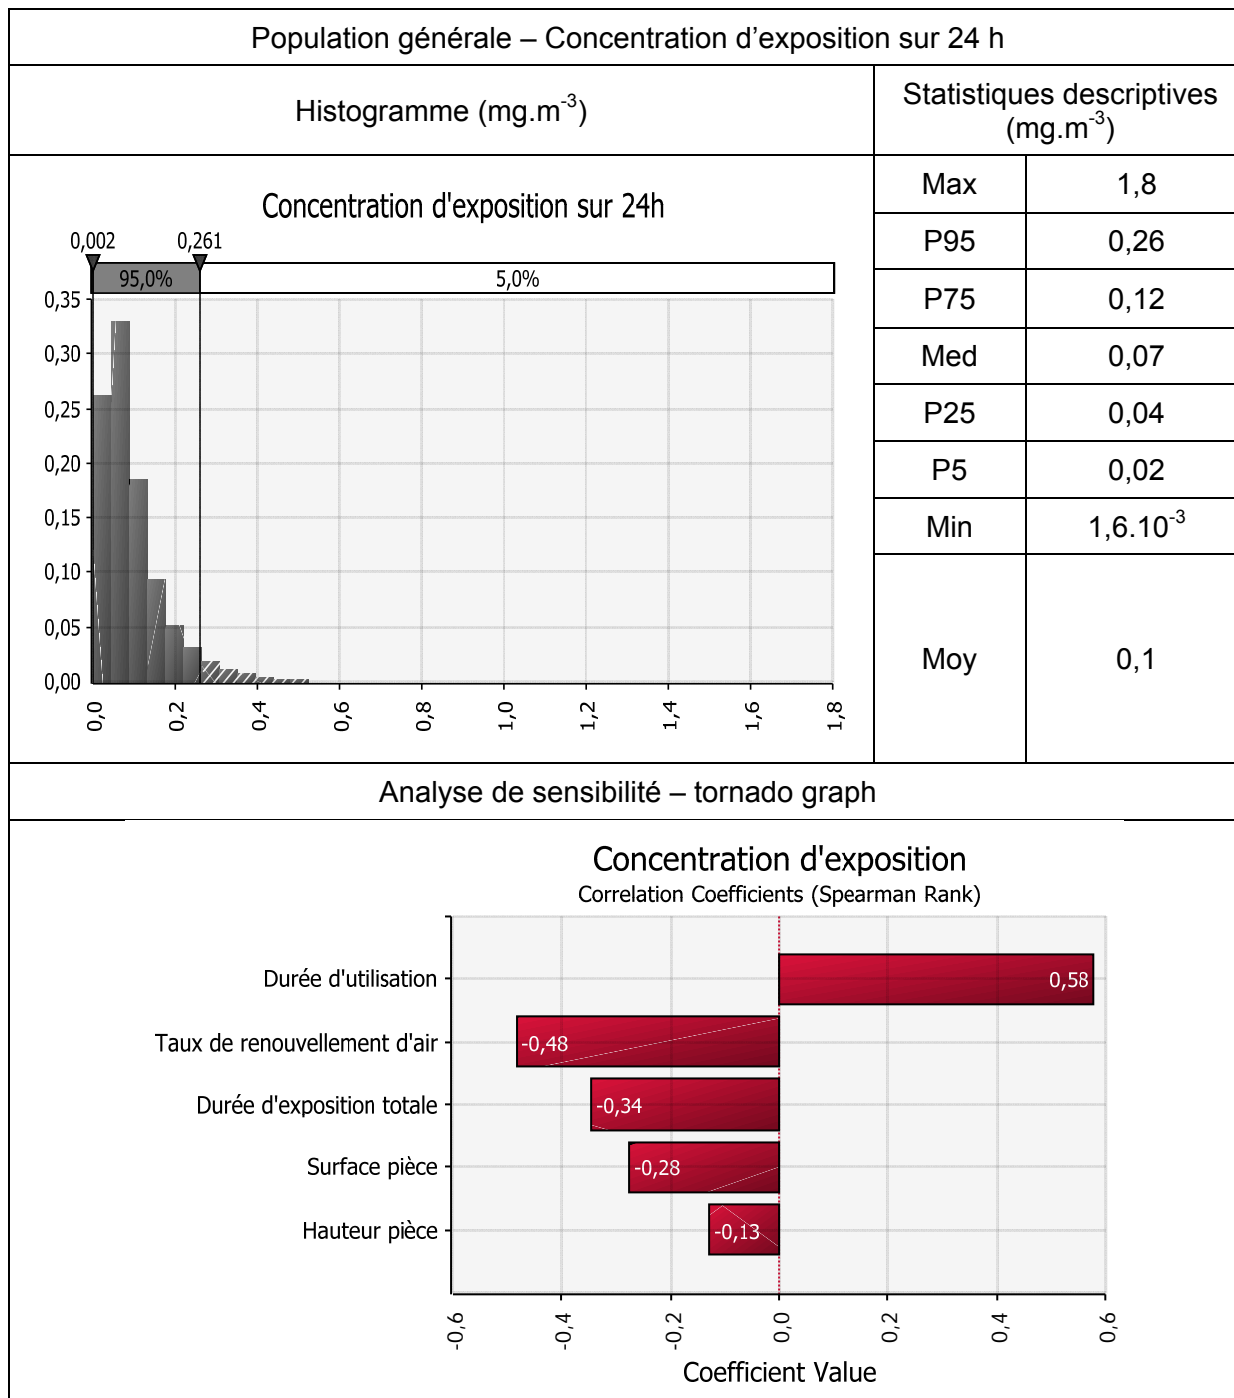 Population générale – Concentration d'exposition sur 24 h
Histogramme (mg.m-3)
Statistiques descriptives
(mg.m-3)
Concentration d'exposition sur 24h
0,002 0,261
95,0% 5,0%
0,35
0,30
0,25
0,20
0,15
0,10
0,05
0,00
0,0 0,2 0,4 0,6 0,8 1,0 1,2 1,4 1,6 1,8
Max 1,8
P95 0,26
P75 0,12
Med 0,07
P25 0,04
P5 0,02
Min 1,6.10-3
Moy 0,1
Analyse de sensibilité – tornado graph
Concentration d'exposition
Correlation Coefficients (Spearman Rank)
Durée d'utilisation 0,58
Taux de renouvellement d'air -0,48
Durée d'exposition totale -0,34
Surface pièce -0,28
Hauteur pièce -0,13
-0,6 -0,4 -0,2 0,0 0,2 0,4 0,6
Coefficient Value